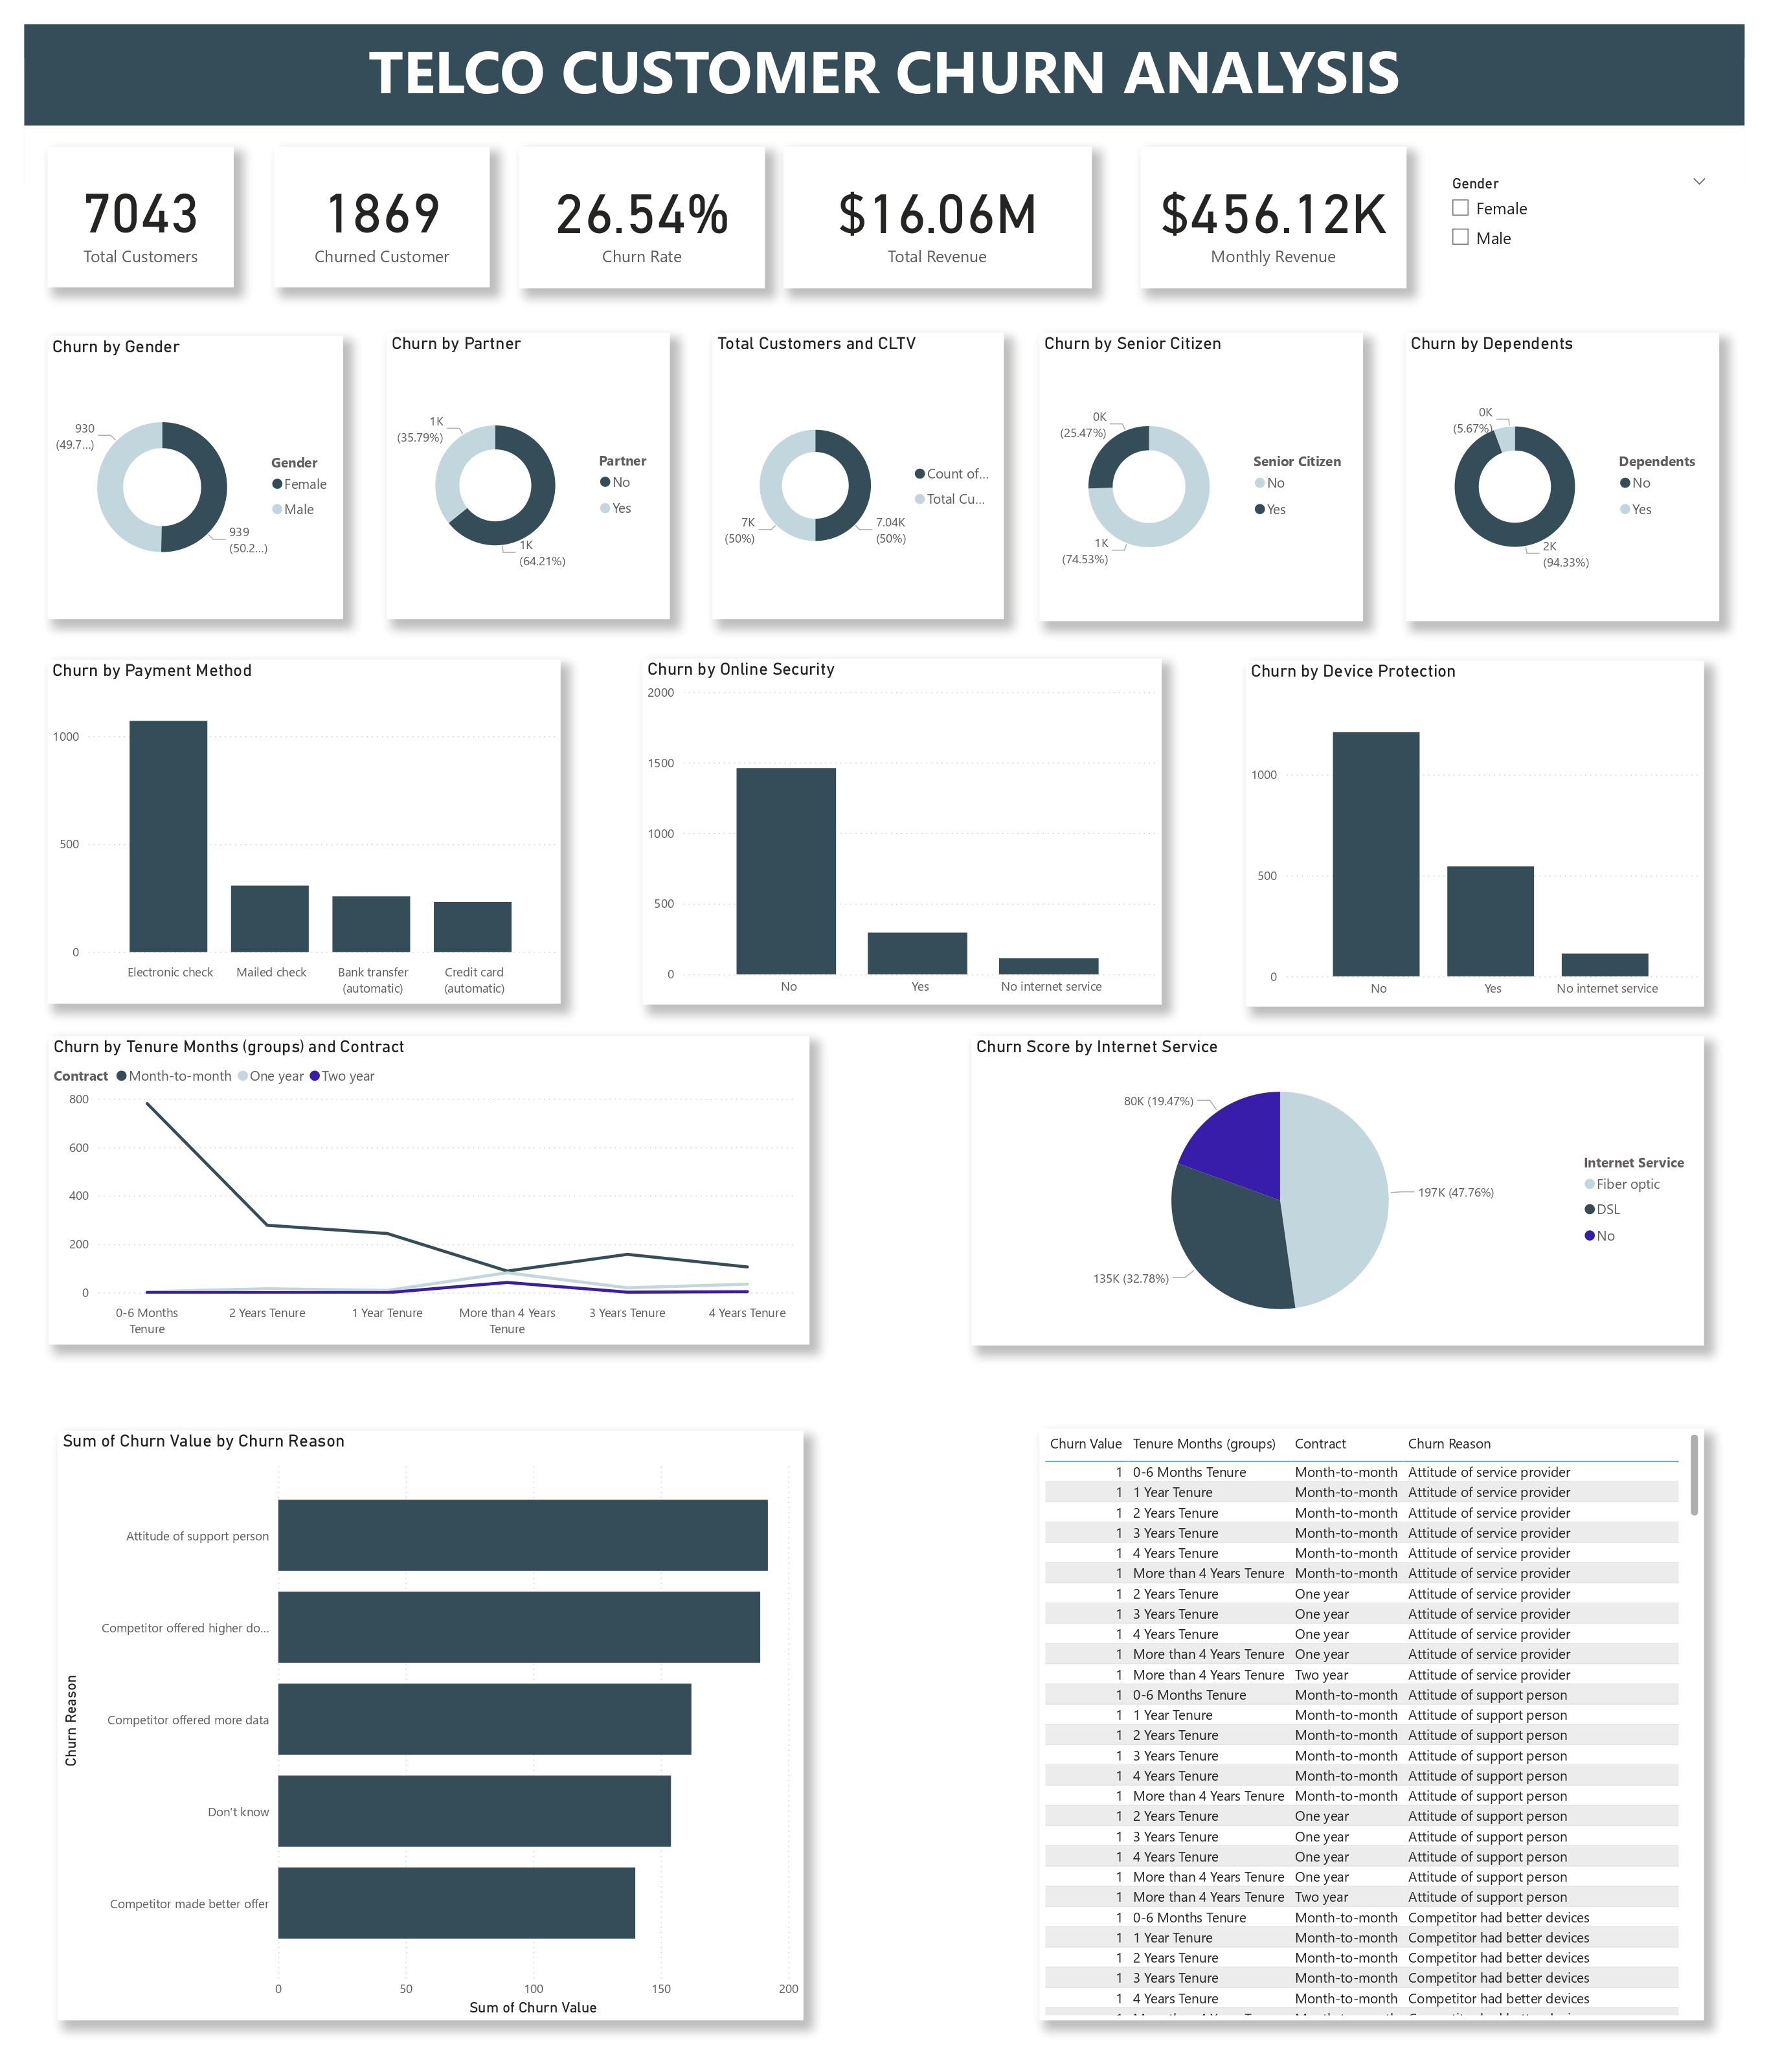 TELCO CUSTOMER CHURN ANALYSIS
7043
Total Customers
1869
Churned Customer
26.54%
Churn Rate
$16.06M
Total Revenue
$456.12K
Monthly Revenue
Gender
Female
Male
Churn by Gender
930
(49.7...)
939
(50.2...)
Gender
Female
Male
Churn by Partner
1K
(35.79%)
1K
(64.21%)
Partner
No
Yes
Total Customers and CLTV
7K
(50%)
7.04K
(50%)
Count of...
Total Cu...
Churn by Senior Citizen
0K
(25.47%)
1K
(74.53%)
Senior Citizen
No
Yes
Churn by Dependents
0K
(5.67%)
2K
(94.33%)
Dependents
No
Yes
Churn by Payment Method
1000
500
0
Electronic check
Mailed check
Bank transfer
(automatic)
Credit card
(automatic)
Churn by Online Security
2000
1500
1000
500
0
No
Yes
No internet service
Churn by Device Protection
1000
500
0
No
Yes
No internet service
Churn by Tenure Months (groups) and Contract
Contract Month-to-month One year Two year
800
600
400
200
0
0-6 Months
Tenure
2 Years Tenure
1 Year Tenure
More than 4 Years
Tenure
3 Years Tenure
4 Years Tenure
Churn Score by Internet Service
80K (19.47%)
197K (47.76%)
135K (32.78%)
Internet Service
Fiber optic
DSL
No
Sum of Churn Value by Churn Reason
Churn Reason
Attitude of support person
Competitor offered higher do...
Competitor offered more data
Don't know
Competitor made better offer
0 50 100 150 200
Sum of Churn Value
Churn Value Tenure Months (groups) Contract Churn Reason
1 0-6 Months Tenure Month-to-month Attitude of service provider
1 1 Year Tenure Month-to-month Attitude of service provider
1 2 Years Tenure Month-to-month Attitude of service provider
1 3 Years Tenure Month-to-month Attitude of service provider
1 4 Years Tenure Month-to-month Attitude of service provider
1 More than 4 Years Tenure Month-to-month Attitude of service provider
1 2 Years Tenure One year Attitude of service provider
1 3 Years Tenure One year Attitude of service provider
1 4 Years Tenure One year Attitude of service provider
1 More than 4 Years Tenure One year Attitude of service provider
1 More than 4 Years Tenure Two year Attitude of service provider
1 0-6 Months Tenure Month-to-month Attitude of support person
1 1 Year Tenure Month-to-month Attitude of support person
1 2 Years Tenure Month-to-month Attitude of support person
1 3 Years Tenure Month-to-month Attitude of support person
1 4 Years Tenure Month-to-month Attitude of support person
1 More than 4 Years Tenure Month-to-month Attitude of support person
1 2 Years Tenure One year Attitude of support person
1 3 Years Tenure One year Attitude of support person
1 4 Years Tenure One year Attitude of support person
1 More than 4 Years Tenure One year Attitude of support person
1 More than 4 Years Tenure Two year Attitude of support person
1 0-6 Months Tenure Month-to-month Competitor had better devices
1 1 Year Tenure Month-to-month Competitor had better devices
1 2 Years Tenure Month-to-month Competitor had better devices
1 3 Years Tenure Month-to-month Competitor had better devices
1 4 Years Tenure Month-to-month Competitor had better devices